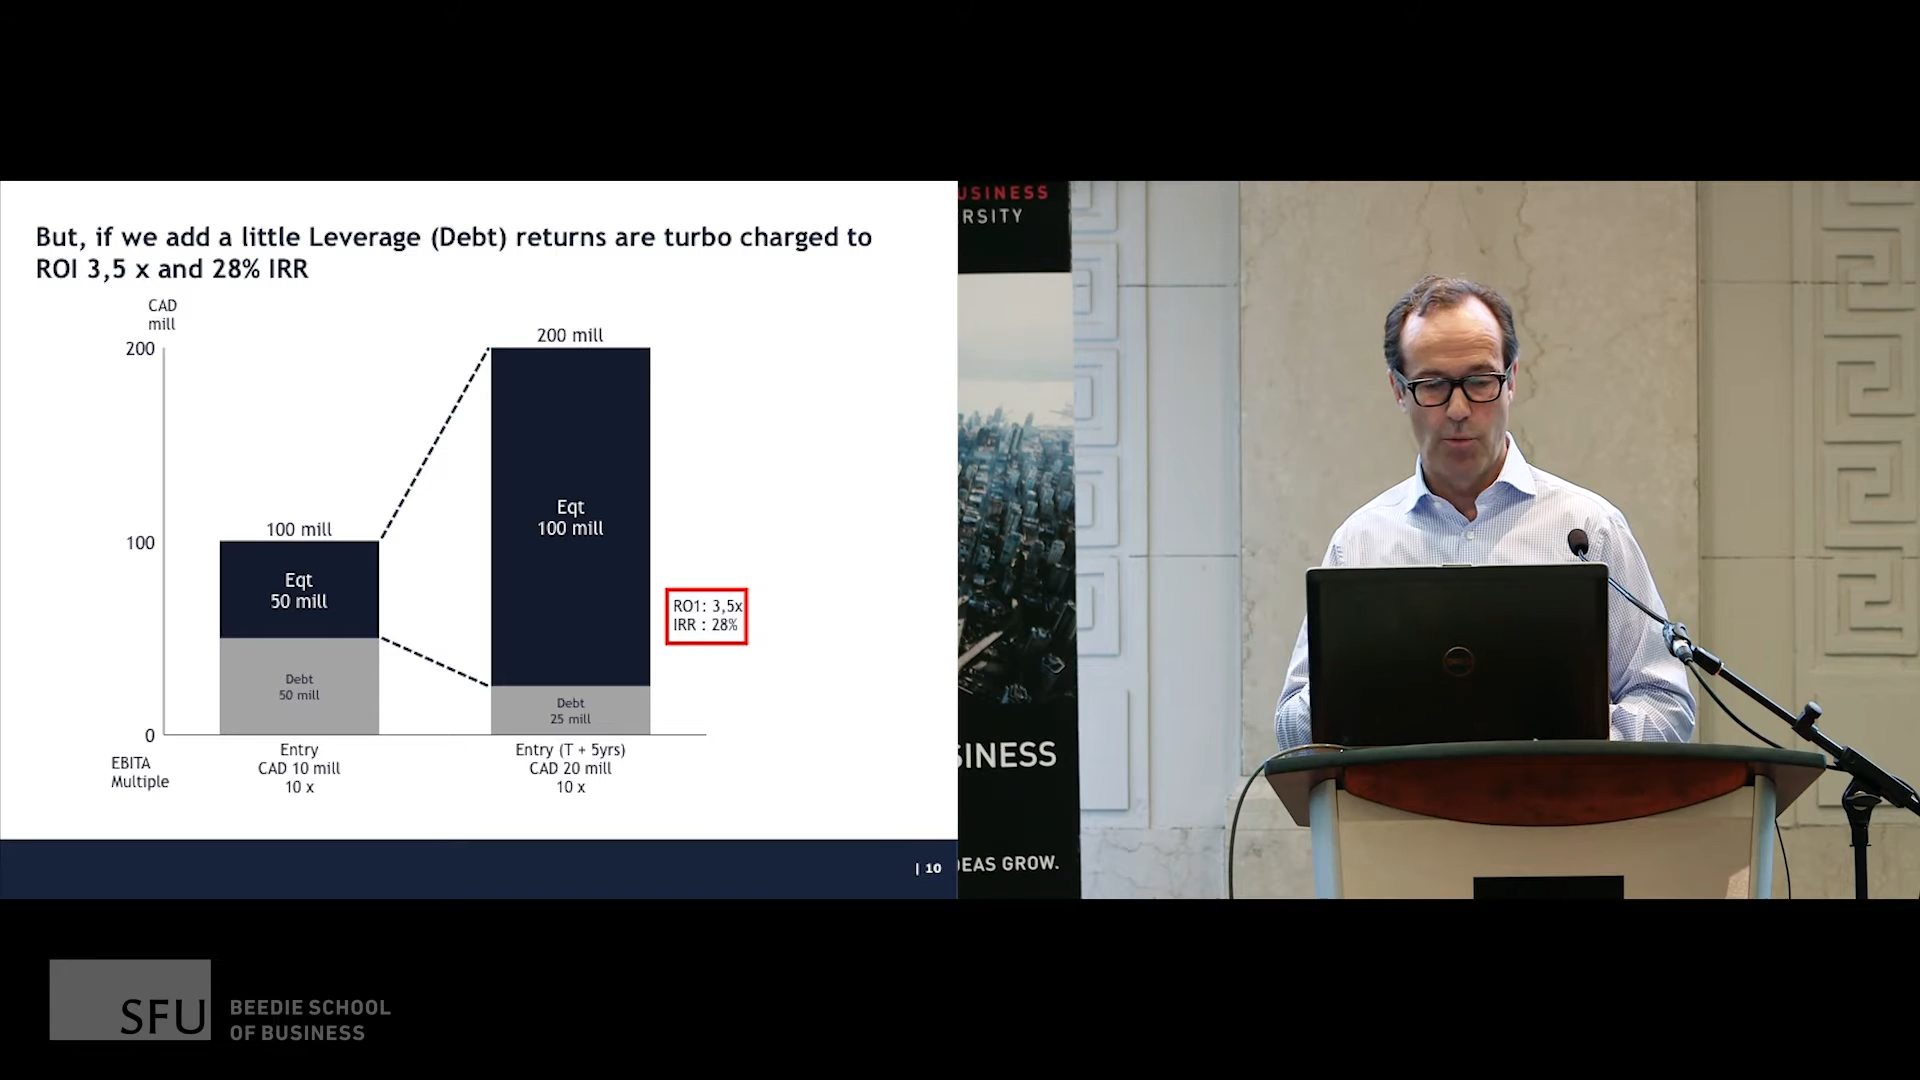 But, if we add a little Leverage (Debt) returns are turbo charged to
ROI 3,5 x and 28% IRR
CAD
mill
200
100
0
100 mill
Eqt
50 mill
Debt
50 mill
200 mill
Eqt
100 mill
Debt
25 mill
RO1: 3,5x
IRR : 28%
EBITA
Multiple
Entry
CAD 10 mill
10 x
Entry (T + 5yrs)
CAD 20 mill
10 x
| 10
USINESS
RSITY
SINESS
DEAS GROW.
SFU
BEEDIE SCHOOL
OF BUSINESS